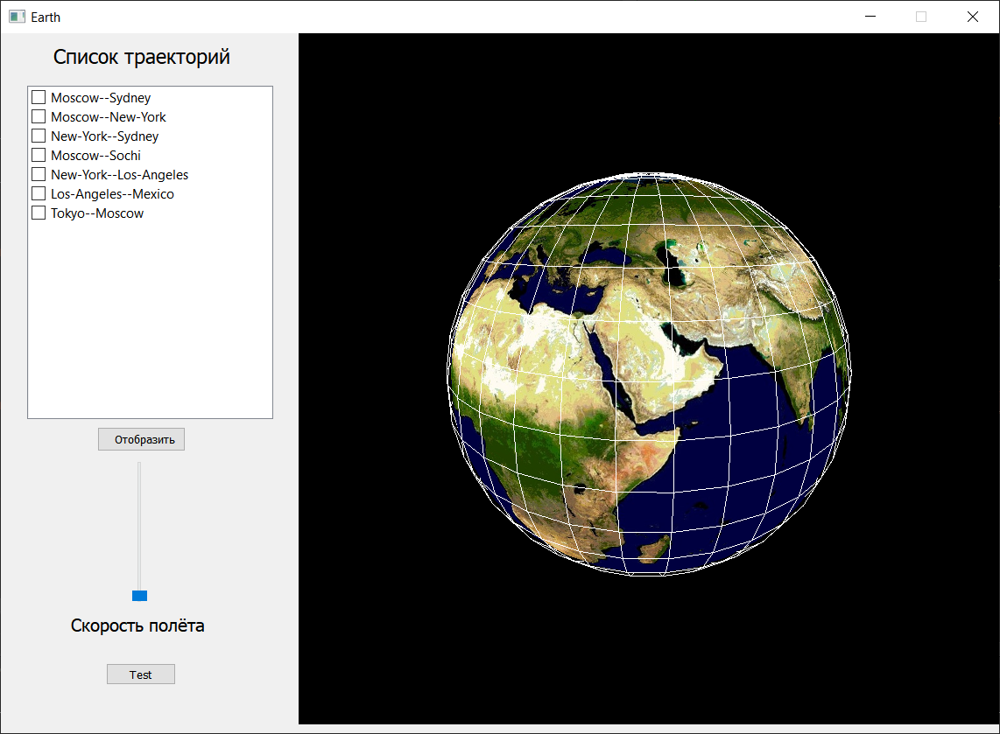 Earth
Список траекторий
Moscow--Sydney
Moscow--New-York
New-York--Sydney
Moscow--Sochi
New-York--Los-Angeles
Los-Angeles--Mexico
Tokyo--Moscow
Отобразить
Скорость полёта
Test